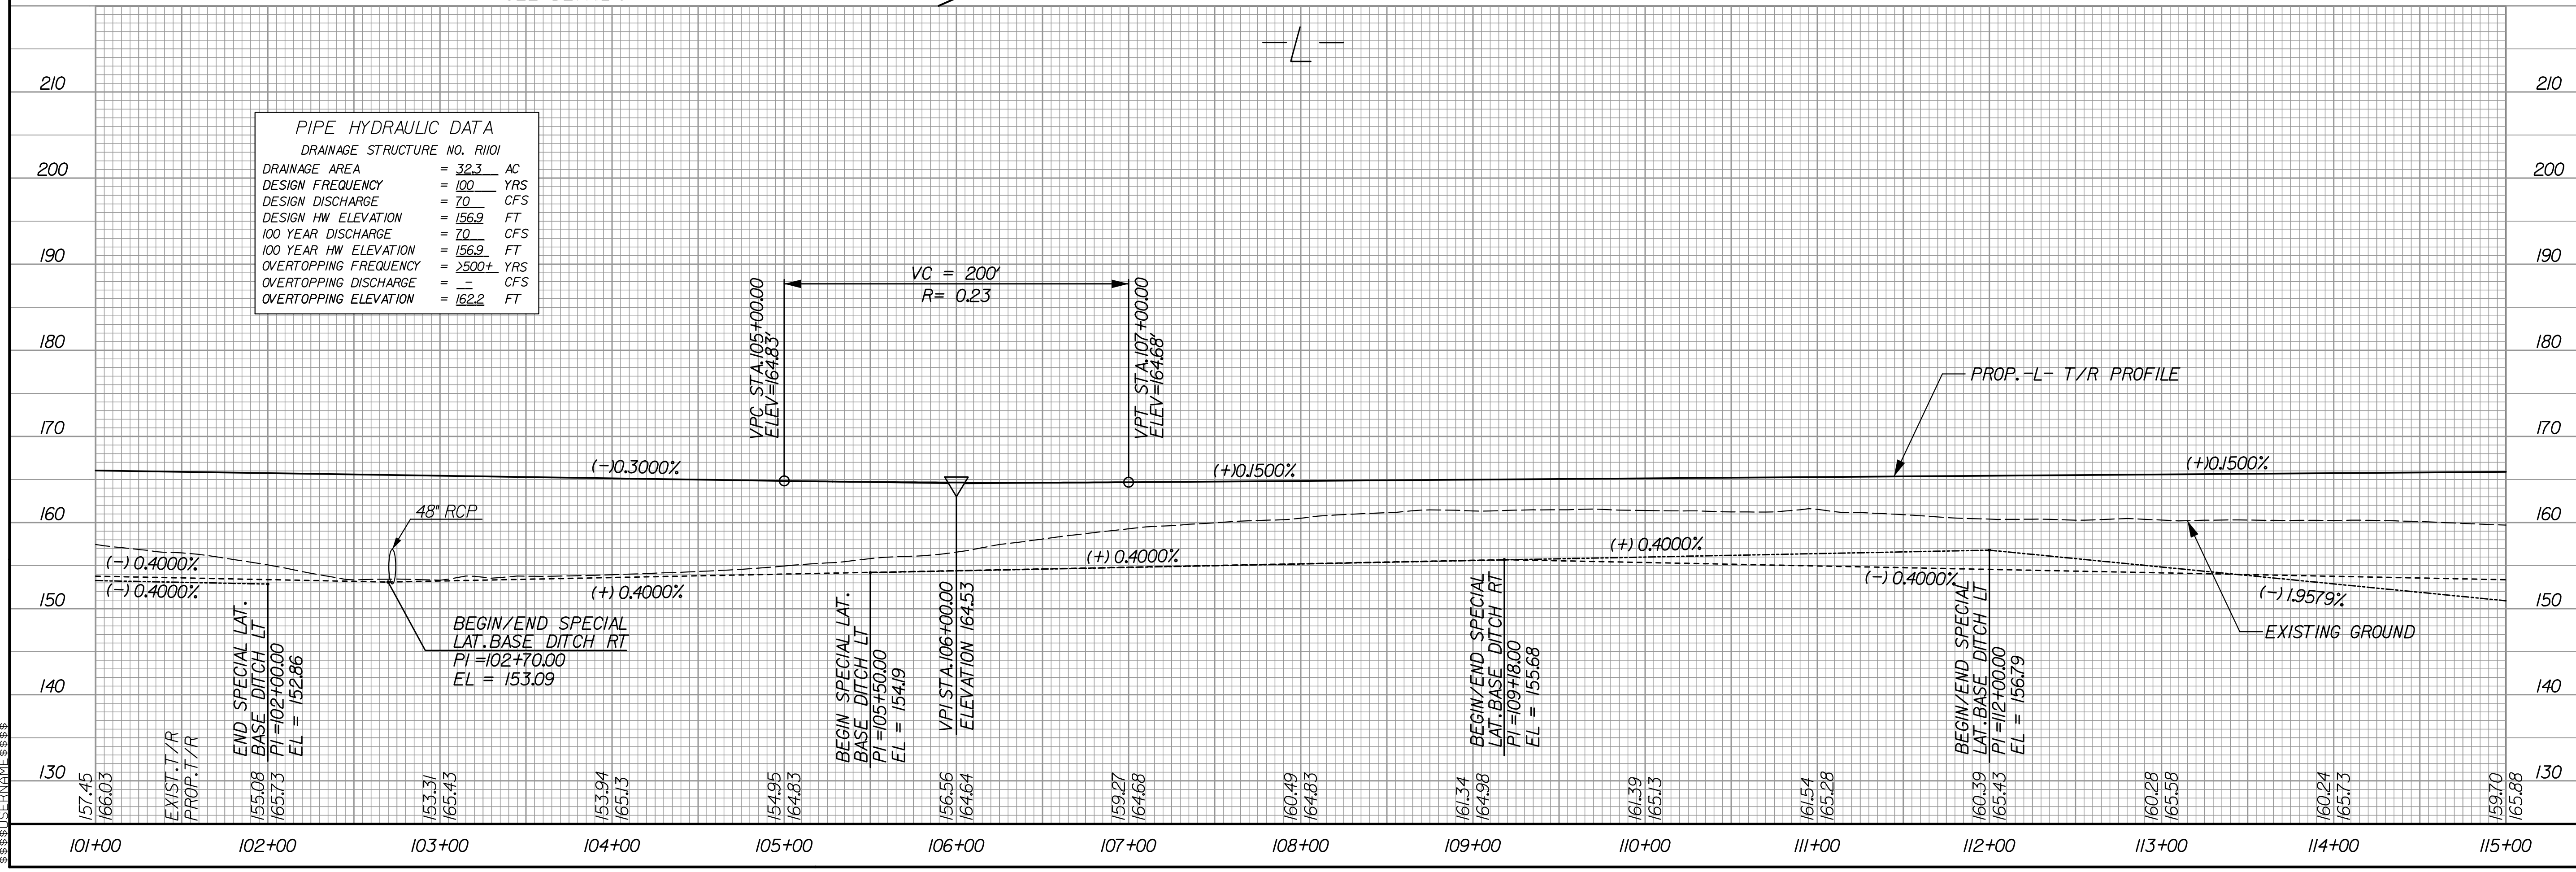 -L-
210
200
190
180
170
160
150
140
130
210
200
190
180
170
160
150
140
130
PIPE HYDRAULIC DATA
DRAINAGE STRUCTURE NO. R1101
DRAINAGE AREA = 32.3 AC
DESIGN FREQUENCY = 100 YRS
DESIGN DISCHARGE = 70 CFS
DESIGN HW ELEVATION = 156.9 FT
100 YEAR DISCHARGE = 70 CFS
100 YEAR HW ELEVATION = 156.9 FT
OVERTOPPING FREQUENCY = >500+ YRS
OVERTOPPING DISCHARGE = - CFS
OVERTOPPING ELEVATION = 162.2 FT
VC = 200'
R= 0.23
VPC STA.105+00.00
ELEV=164.83'
VPT STA.107+00.00
ELEV=164.68'
PROP.-L- T/R PROFILE
(-)0.3000%
(+)0.1500%
(+)0.1500%
48" RCP
(-) 0.4000%
(-) 0.4000%
(+) 0.4000%
(+) 0.4000%
(+) 0.4000%
(-) 0.4000%
(-) 1.9579%
EXISTING GROUND
END SPECIAL LAT.
BASE DITCH LT
PI =102+00.00
EL = 152.86
BEGIN/END SPECIAL
LAT.BASE DITCH RT
PI =102+70.00
EL = 153.09
BEGIN SPECIAL LAT.
BASE DITCH LT
PI =105+50.00
EL = 154.19
VPI STA.106+00.00
ELEVATION 164.53
BEGIN/END SPECIAL
LAT.BASE DITCH RT
PI =109+18.00
EL = 155.68
BEGIN/END SPECIAL
LAT.BASE DITCH LT
PI =112+00.00
EL = 156.79
EXIST.T/R
PROP.T/R
157.45
166.03
155.08
165.73
153.31
165.43
153.94
165.13
154.95
164.83
156.56
164.64
159.27
164.68
160.49
164.83
161.34
164.98
161.39
165.13
161.54
165.28
160.39
165.43
160.28
165.58
160.24
165.73
159.70
165.88
101+00
102+00
103+00
104+00
105+00
106+00
107+00
108+00
109+00
110+00
111+00
112+00
113+00
114+00
115+00
$$$$USERNAME$$$$